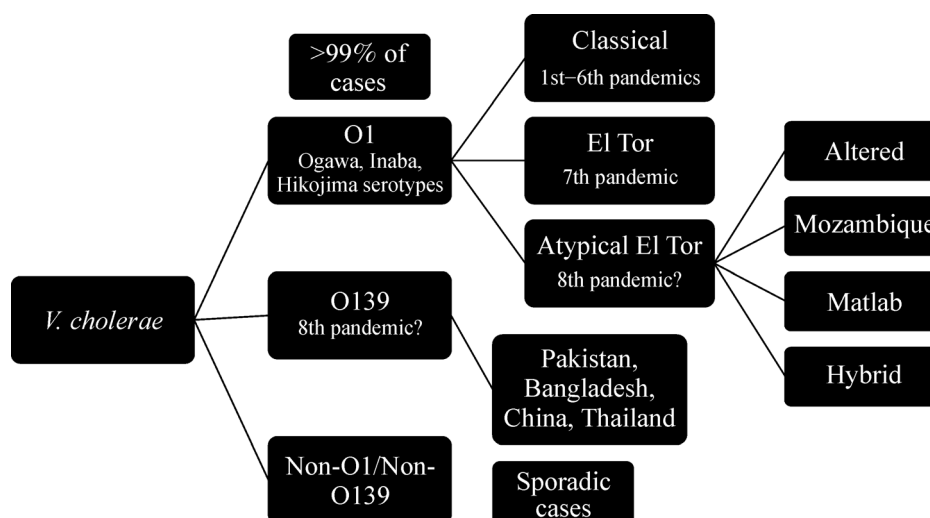 >99% of
cases
O1
Ogawa, Inaba,
Hikojima serotypes
Classical
1st–6th pandemics
El Tor
7th pandemic
Atypical El Tor
8th pandemic?
Altered
Mozambique
Matlab
Hybrid
V. cholerae
O139
8th pandemic?
Pakistan,
Bangladesh,
China, Thailand
Non-O1/Non-
O139
Sporadic
cases